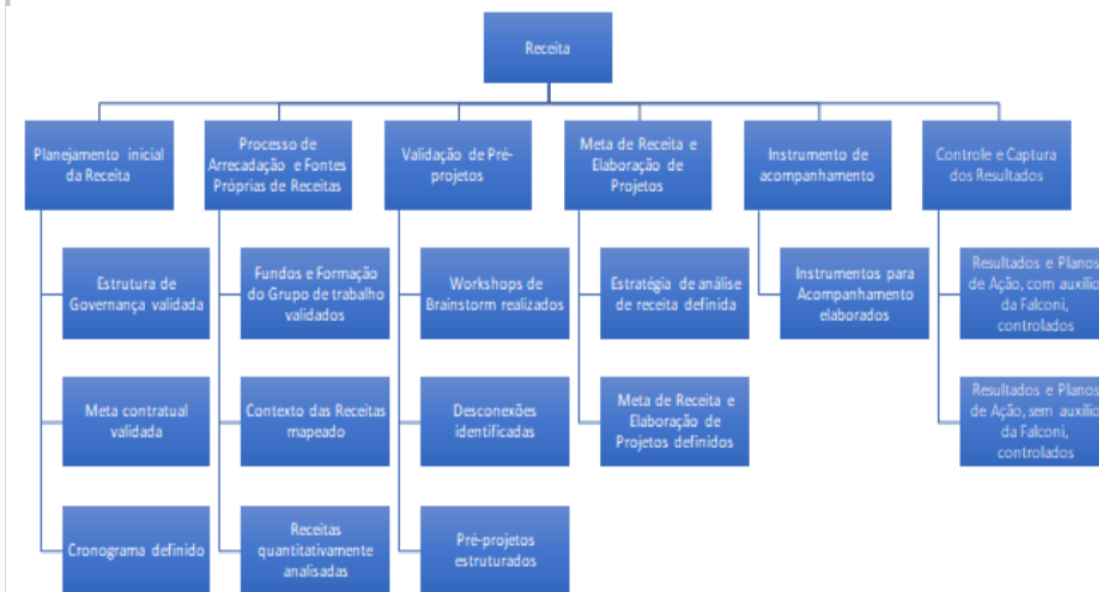 Receita
Planejamento inicial
da Receita
Processo de
Arrecadação e Fontes
Próprias de Receitas
Validação de Pré-
projetos
Meta de Receita e
Elaboração de
Projetos
Instrumento de
acompanhamento
Controle e Captura
dos Resultados
Estrutura de
Governança validada
Fundos e Formação
do Grupo de trabalho
validados
Workshops de
Brainstorm realizados
Estratégia de análise
de receita definida
Instrumentos para
Acompanhamento
elaborados
Resultados e Planos
de Ação, com auxílio
da Falconi,
controlados
Meta contratual
validada
Contexto das Receitas
mapeado
Desconexões
identificadas
Meta de Receita e
Elaboração de
Projetos definidos
Resultados e Planos
de Ação, sem auxílio
da Falconi,
controlados
Cronograma definido
Receitas
quantitativamente
analisadas
Pré-projetos
estruturados